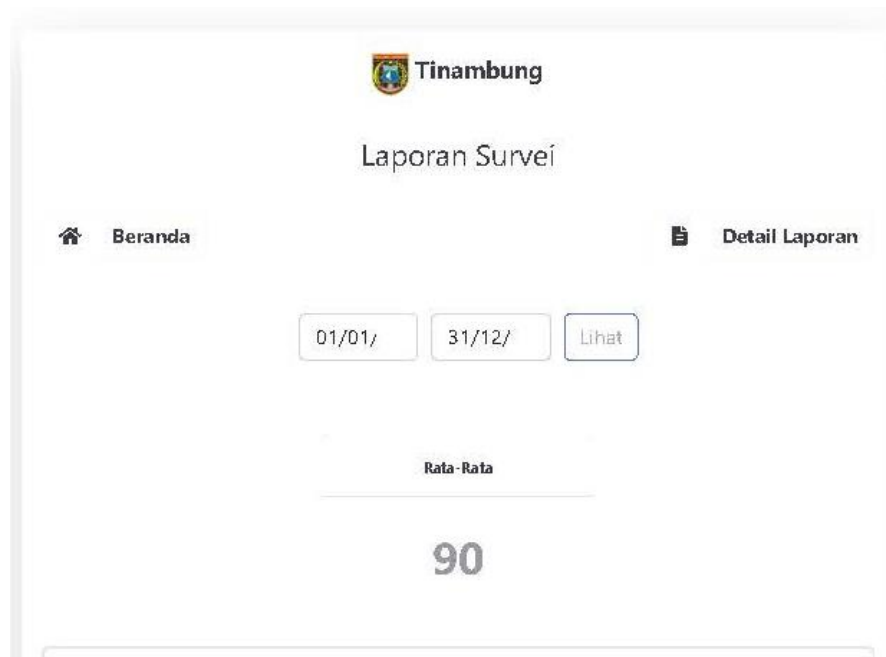 Tinambung
Laporan Survei
Beranda
Detail Laporan
01/01/ 31/12/ Lihat
Rata-Rata
90